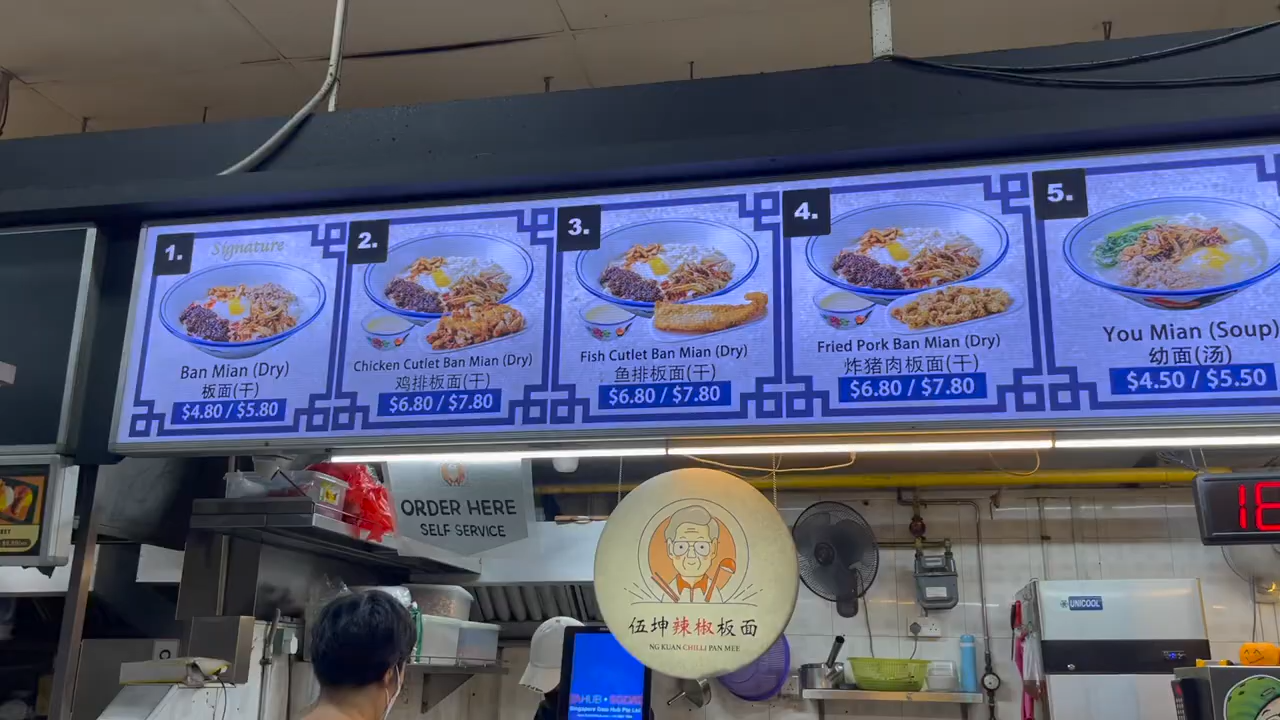 1.
Signature
Ban Mian (Dry)
板面(干)
$4.80 / $5.80
2.
Chicken Cutlet Ban Mian (Dry)
鸡排板面(干)
$6.80 / $7.80
3.
Fish Cutlet Ban Mian (Dry)
鱼排板面(干)
$6.80 / $7.80
4.
Fried Pork Ban Mian (Dry)
炸猪肉板面(干)
$6.80 / $7.80
5.
You Mian (Soup)
幼面(汤)
$4.50 / $5.50
ORDER HERE
SELF SERVICE
伍坤辣椒板面
NG KUAN CHILLI PAN MEE
UNICOOL